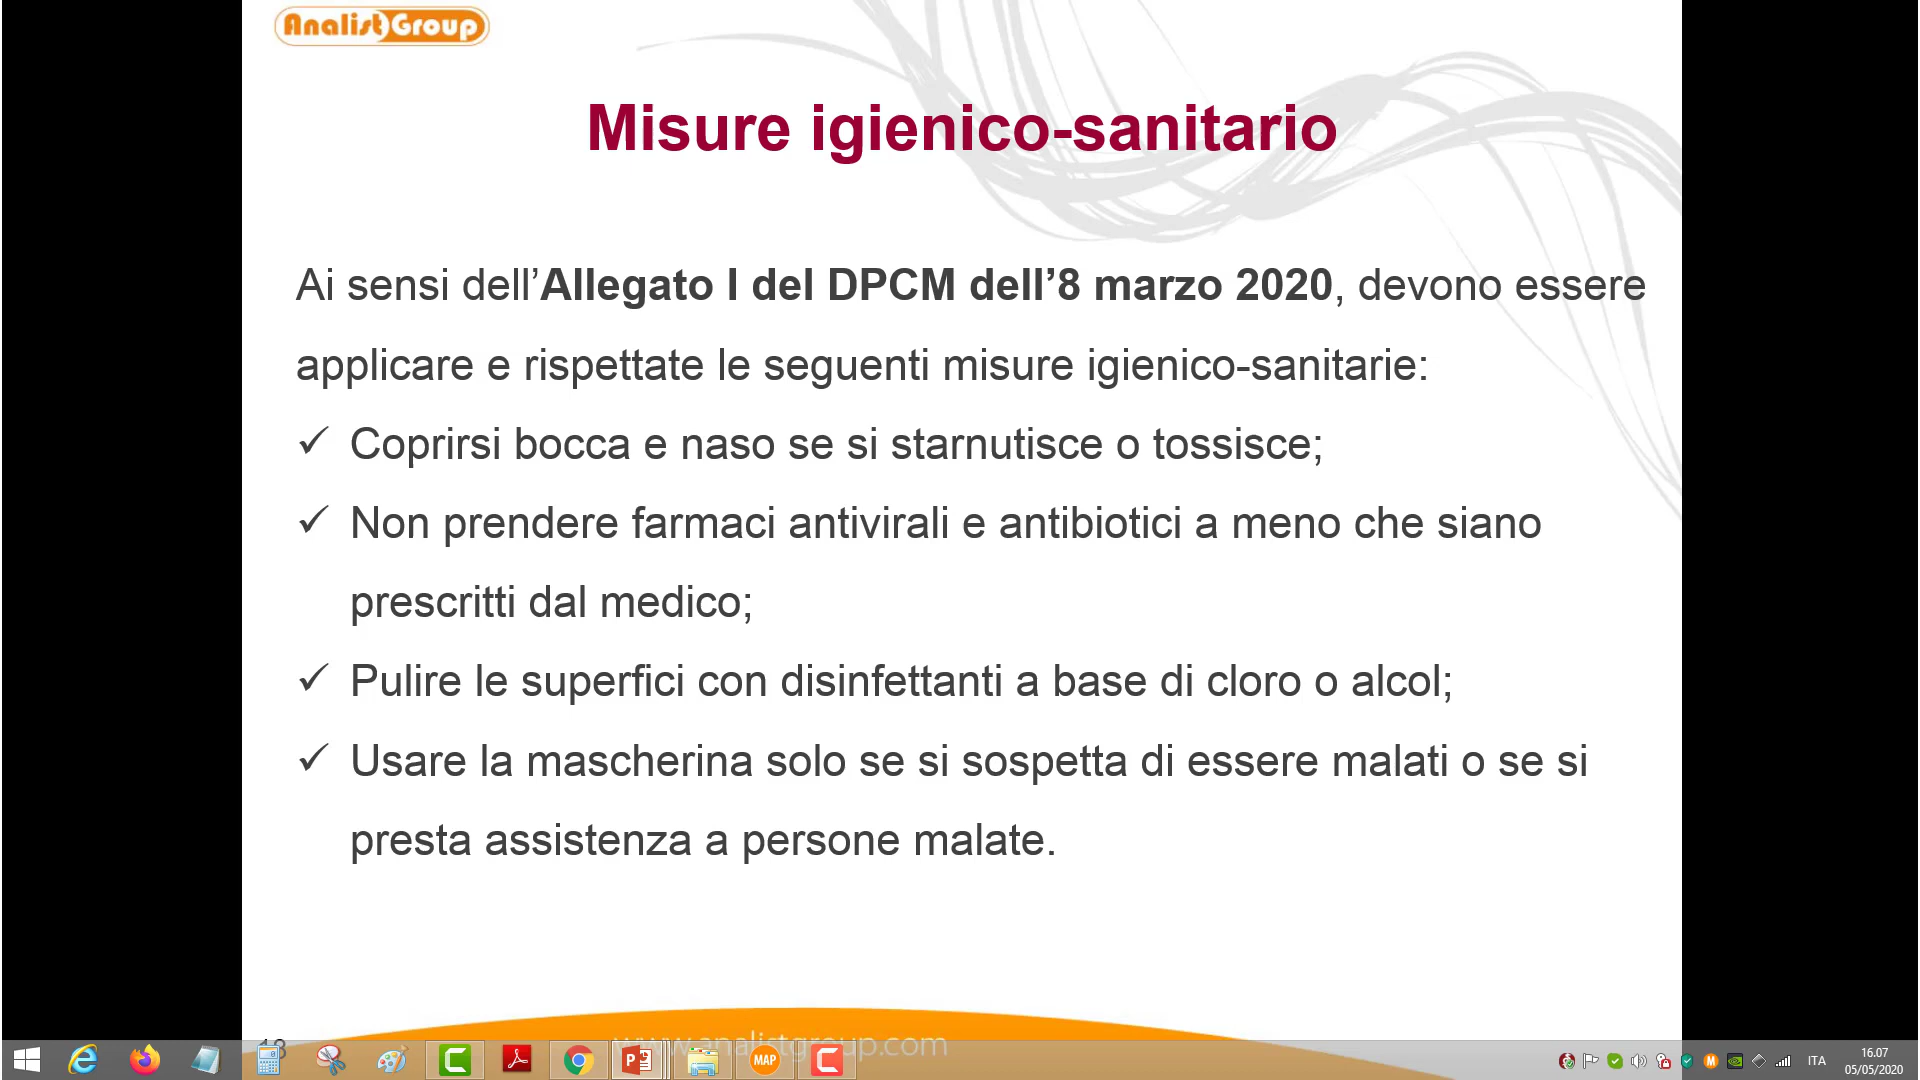 AnalistGroup
Misure igienico-sanitario
Ai sensi dell’Allegato I del DPCM dell’8 marzo 2020, devono essere
applicare e rispettate le seguenti misure igienico-sanitarie:
✓ Coprirsi bocca e naso se si starnutisce o tossisce;
✓ Non prendere farmaci antivirali e antibiotici a meno che siano
prescritti dal medico;
✓ Pulire le superfici con disinfettanti a base di cloro o alcol;
✓ Usare la mascherina solo se si sospetta di essere malati o se si
presta assistenza a persone malate.
www.analistgroup.com
MAP
ITA
16.07
05/05/2020